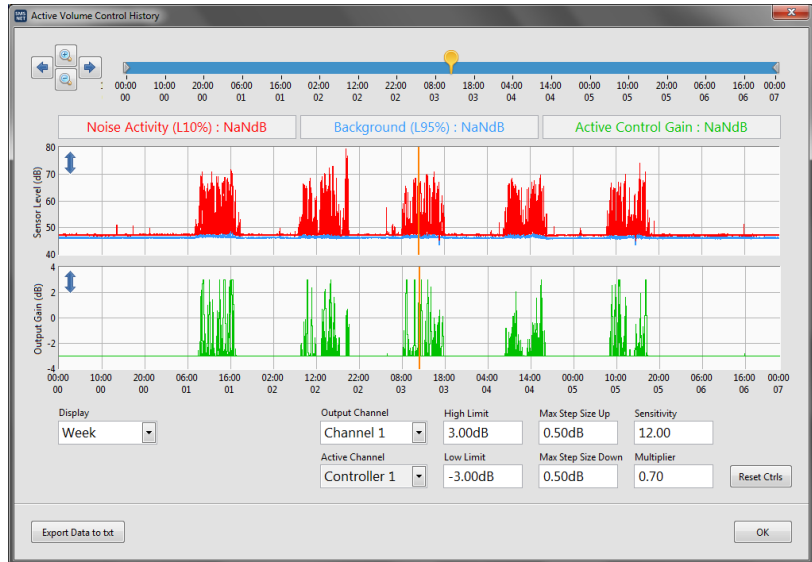 SMS NET Active Volume Control History
00:00 10:00 20:00 06:00 16:00 02:00 12:00 22:00 08:00 18:00 04:00 14:00 00:00 10:00 20:00 06:00 16:00 00:00
00 00 00 01 01 02 02 02 03 03 04 04 05 05 05 06 06 07
Noise Activity (L10%) : NaNdB Background (L95%) : NaNdB Active Control Gain : NaNdB
Sensor Level (dB)
80
70
60
50
40
Output Gain (dB)
4
2
0
-2
-4
00:00 10:00 20:00 06:00 16:00 02:00 12:00 22:00 08:00 18:00 04:00 14:00 00:00 10:00 20:00 06:00 16:00 00:00
00 00 00 01 01 02 02 02 03 03 04 04 05 05 05 06 06 07
Display Output Channel High Limit Max Step Size Up Sensitivity
Week Channel 1 3.00dB 0.50dB 12.00
Active Channel Low Limit Max Step Size Down Multiplier
Controller 1 -3.00dB 0.50dB 0.70 Reset Ctrls
Export Data to txt OK